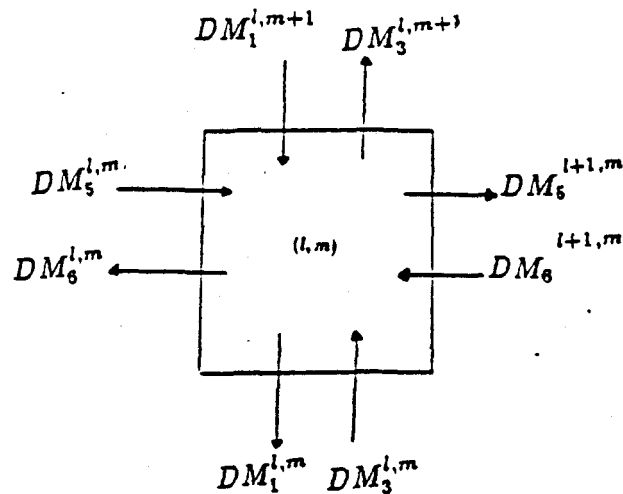 DM_1^{l,m+1} DM_3^{l,m+1}
DM_5^{l,m} DM_5^{l+1,m}
(l,m)
DM_6^{l,m} DM_6^{l+1,m}
DM_1^{l,m} DM_3^{l,m}